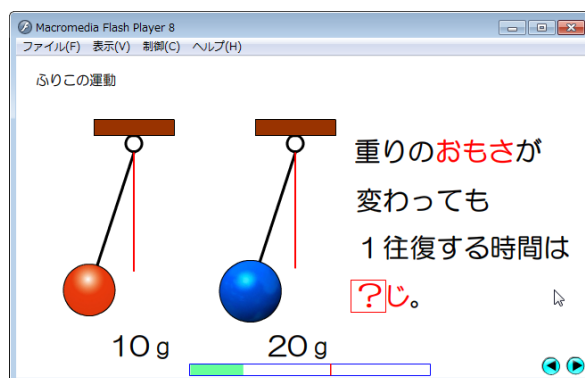 Macromedia Flash Player 8
ファイル(F) 表示(V) 制御(C) ヘルプ(H)
ふりこの運動
重りのおもさが
変わっても
１往復する時間は
？じ。
10ｇ 20ｇ